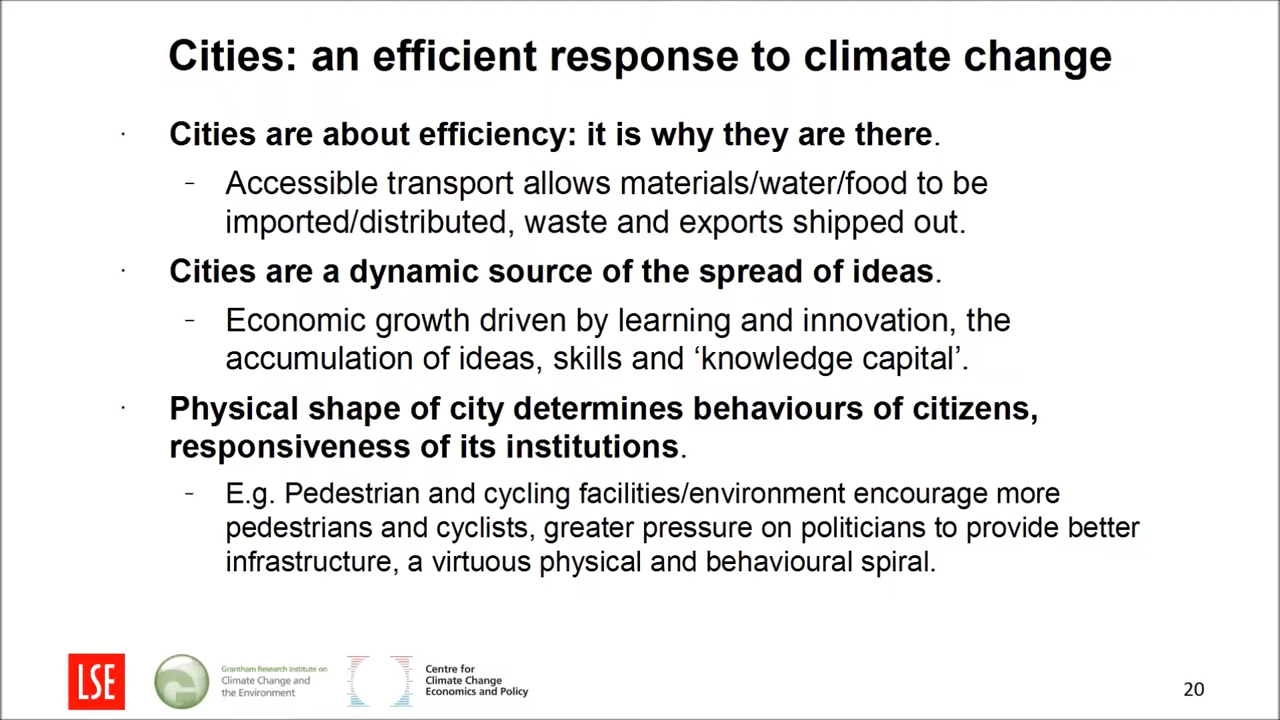 Cities: an efficient response to climate change
· Cities are about efficiency: it is why they are there.
– Accessible transport allows materials/water/food to be
imported/distributed, waste and exports shipped out.
· Cities are a dynamic source of the spread of ideas.
– Economic growth driven by learning and innovation, the
accumulation of ideas, skills and ‘knowledge capital’.
· Physical shape of city determines behaviours of citizens,
responsiveness of its institutions.
– E.g. Pedestrian and cycling facilities/environment encourage more
pedestrians and cyclists, greater pressure on politicians to provide better
infrastructure, a virtuous physical and behavioural spiral.
LSE
Grantham Research Institute on
Climate Change and
the Environment
Centre for
Climate Change
Economics and Policy
20